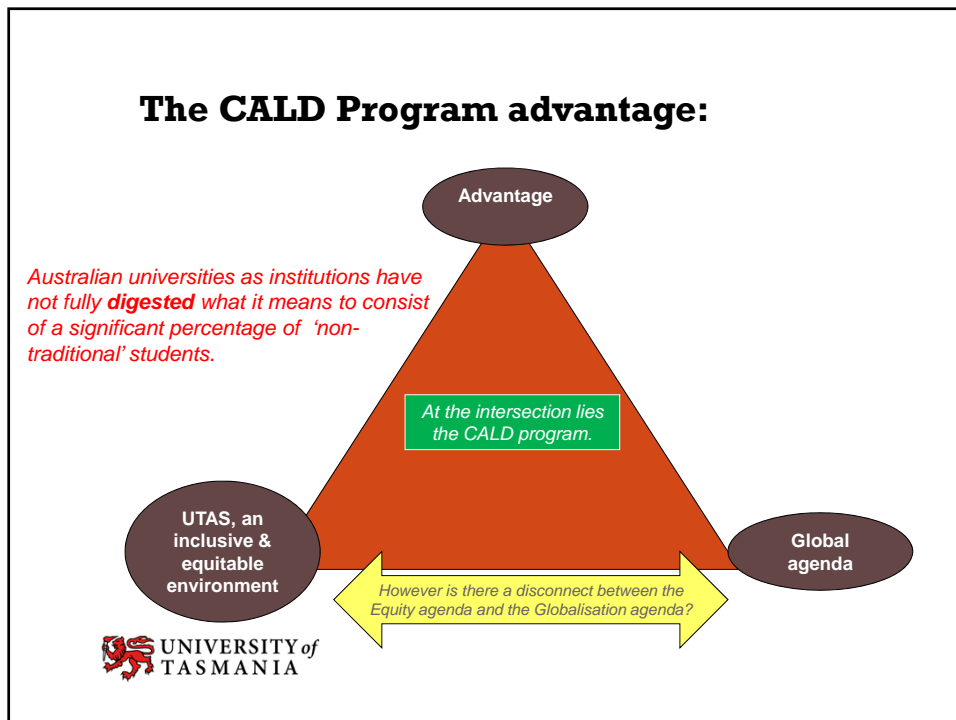 The CALD Program advantage:
Advantage
Australian universities as institutions have
not fully digested what it means to consist
of a significant percentage of ‘non-
traditional’ students.
At the intersection lies
the CALD program.
UTAS, an
inclusive &
equitable
environment
Global
agenda
However is there a disconnect between the
Equity agenda and the Globalisation agenda?
UNIVERSITY of
TASMANIA